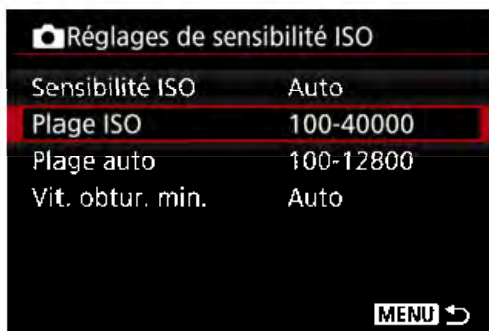 Réglages de sensibilité ISO
Sensibilité ISO Auto
Plage ISO 100-40000
Plage auto 100-12800
Vit. obtur. min. Auto
MENU